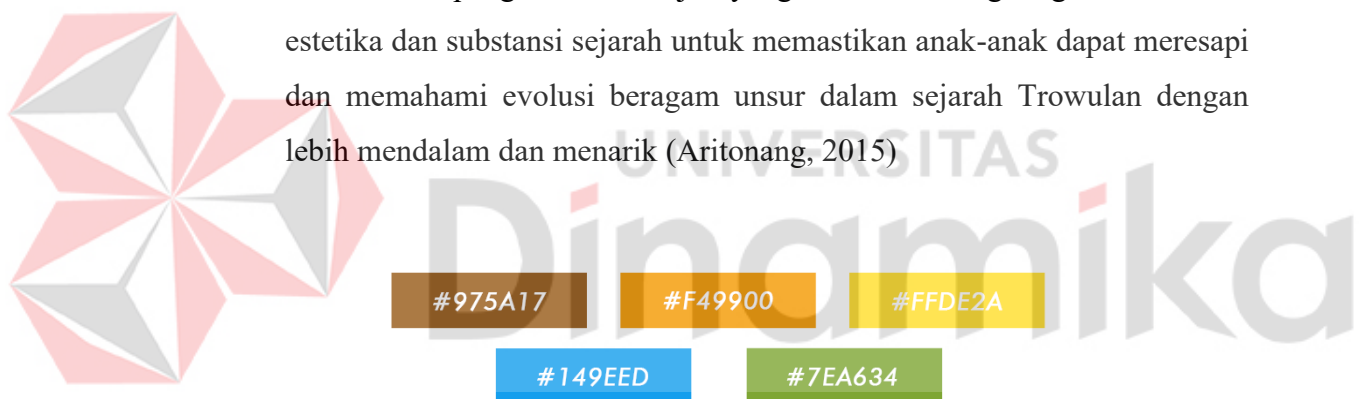 estetika dan substansi sejarah untuk memastikan anak-anak dapat meresapi
dan memahami evolusi beragam unsur dalam sejarah Trowulan dengan
lebih mendalam dan menarik (Aritonang, 2015)
UNIVERSITAS
Dinamika
#975A17 #F49900 #FFDE2A
#149EED #7EA634